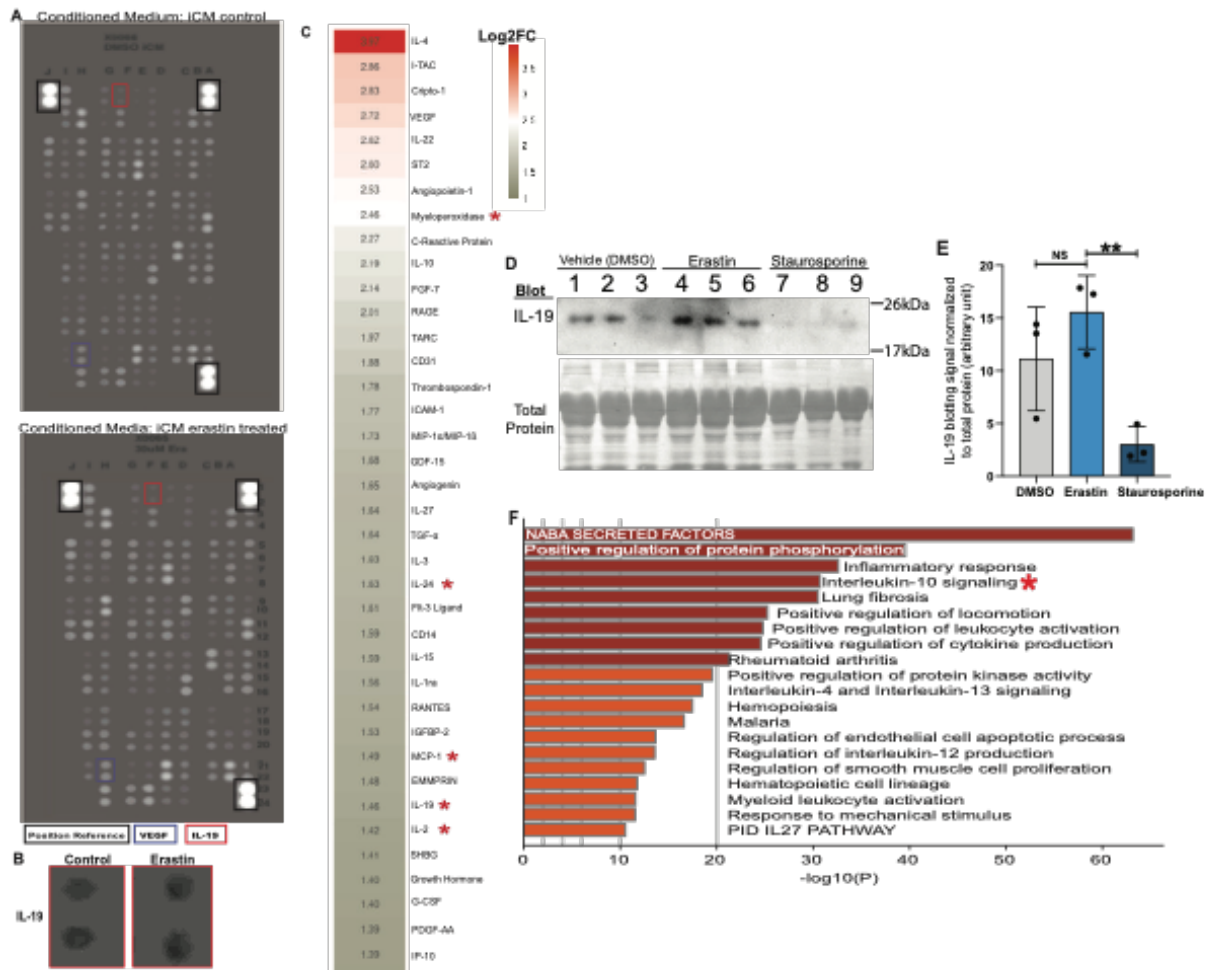 A
Conditioned Medium: iCM control
DMSO iCM
J I H G F E D C B A
Conditioned Media: iCM erastin treated
J I H G F E D C B A
Position Reference
VEGF
IL-19
B
Control Erastin
IL-19
C
Log2FC
IL-4
2.86 I-TAC
2.83 Cripto-1
2.72 VEGF
2.62 IL-22
2.60 ST2
2.53 Angiopoietin-1
2.46 Myeloperoxidase *
2.27 C-Reactive Protein
2.19 IL-10
2.14 FGF-7
2.01 RAGE
1.97 TARC
1.88 CD31
1.78 Thrombospondin-1
1.77 ICAM-1
1.73
1.68 GDF-15
1.65 Angiogenin
1.64 IL-27
1.64 TGF-α
1.63 IL-3
IL-24 *
Flt-3 Ligand
1.59 CD14
1.59 IL-15
1.56 IL-1ra
1.54 RANTES
1.53 IGFBP-2
1.49 MCP-1 *
1.48 EMMPRIN
1.46 IL-19 *
1.42 IL-2 *
1.41 SHBG
1.40 Growth Hormone
1.40 G-CSF
1.39 PDGF-AA
1.39 IP-10
D
Vehicle (DMSO) Erastin Staurosporine
Blot 1 2 3 4 5 6 7 8 9
IL-19
26kDa
17kDa
Total
Protein
E
NS **
IL-19 blotting signal normalized
to total protein (arbitrary unit)
20
15
10
5
0
DMSO Erastin Staurosporine
F
NABA SECRETED FACTORS
Positive regulation of protein phosphorylation
Inflammatory response
Interleukin-10 signaling *
Lung fibrosis
Positive regulation of locomotion
Positive regulation of leukocyte activation
Positive regulation of cytokine production
Rheumatoid arthritis
Positive regulation of protein kinase activity
Interleukin-4 and Interleukin-13 signaling
Hemopoiesis
Malaria
Regulation of endothelial cell apoptotic process
Regulation of interleukin-12 production
Regulation of smooth muscle cell proliferation
Hematopoietic cell lineage
Myeloid leukocyte activation
Response to mechanical stimulus
PID IL27 PATHWAY
0 10 20 30 40 50 60
-log10(P)